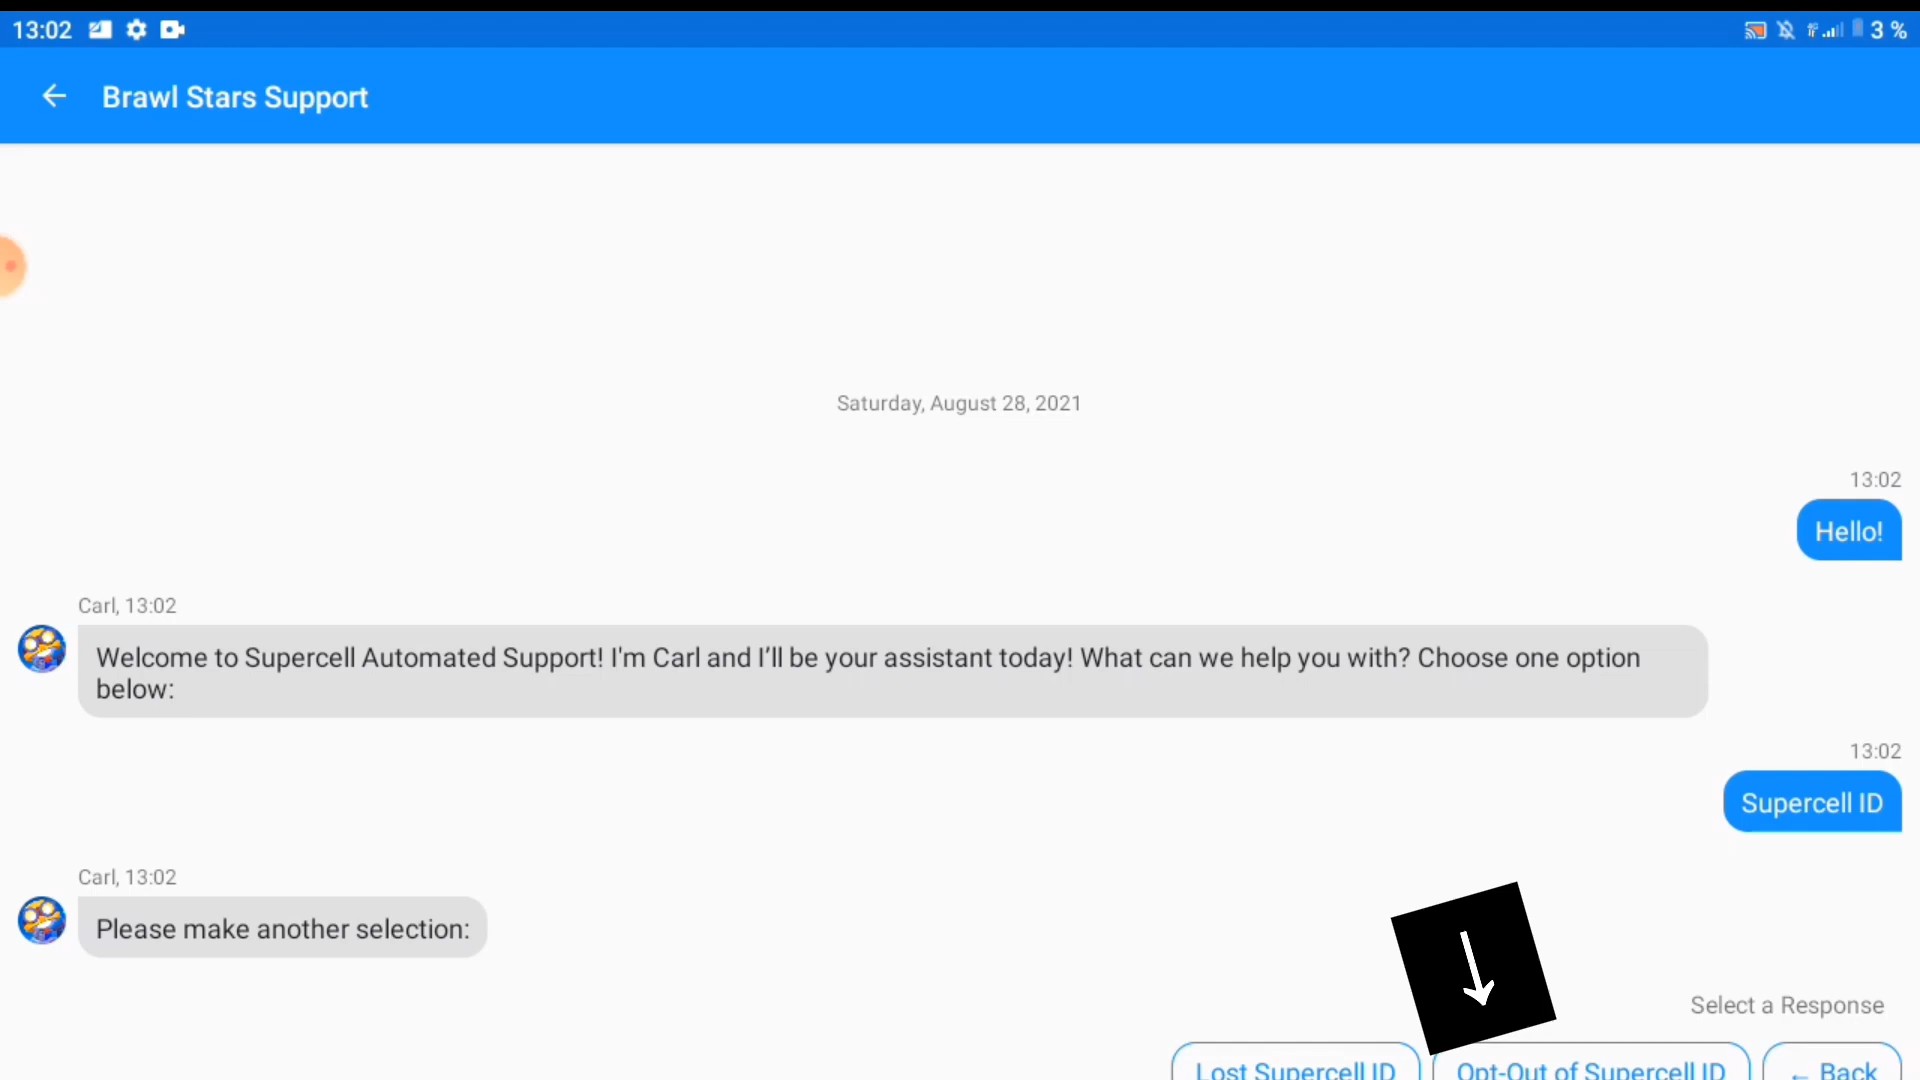 13:02
3 %
Brawl Stars Support
Saturday, August 28, 2021
13:02
Hello!
Carl, 13:02
Welcome to Supercell Automated Support! I'm Carl and I’ll be your assistant today! What can we help you with? Choose one option
below:
13:02
Supercell ID
Carl, 13:02
Please make another selection:
Select a Response
Lost Supercell ID
Opt-Out of Supercell ID
← Back